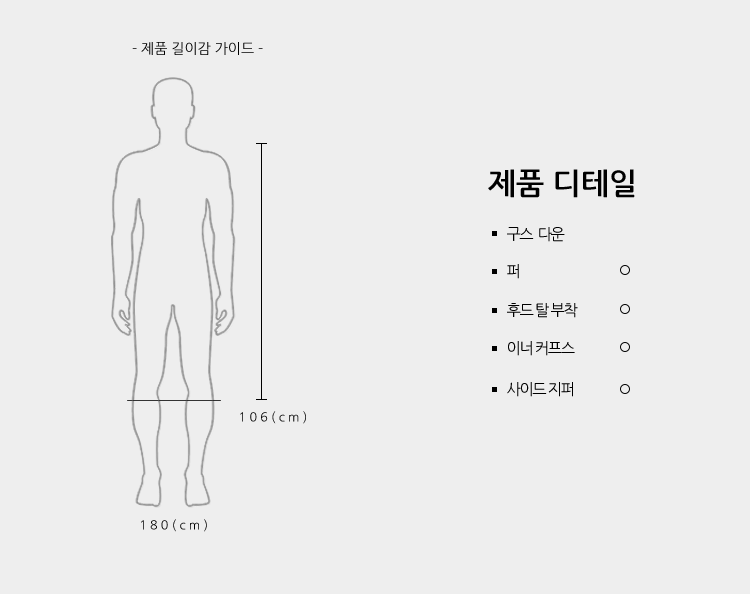 - 제품 길이감 가이드 -
106(cm)
180(cm)
제품 디테일
▪ 구스 다운
▪ 퍼 ○
▪ 후드탈부착 ○
▪ 이너커프스 ○
▪ 사이드지퍼 ○